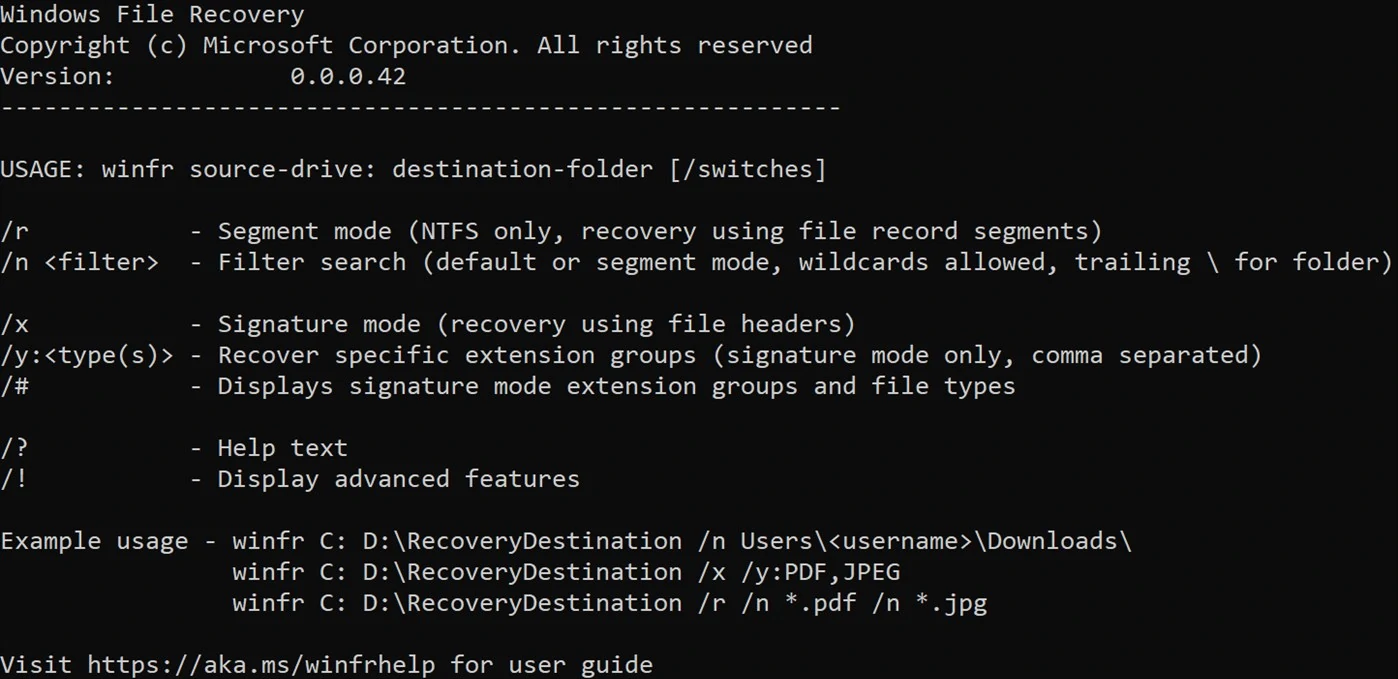 Windows File Recovery
Copyright (c) Microsoft Corporation. All rights reserved
Version:            0.0.0.42
----------------------------------------------------------

USAGE: winfr source-drive: destination-folder [/switches]

/r           - Segment mode (NTFS only, recovery using file record segments)
/n <filter>  - Filter search (default or segment mode, wildcards allowed, trailing \ for folder)

/x           - Signature mode (recovery using file headers)
/y:<type(s)> - Recover specific extension groups (signature mode only, comma separated)
/#           - Displays signature mode extension groups and file types

/?           - Help text
/!           - Display advanced features

Example usage - winfr C: D:\RecoveryDestination /n Users\<username>\Downloads\
                winfr C: D:\RecoveryDestination /x /y:PDF,JPEG
                winfr C: D:\RecoveryDestination /r /n *.pdf /n *.jpg

Visit https://aka.ms/winfrhelp for user guide